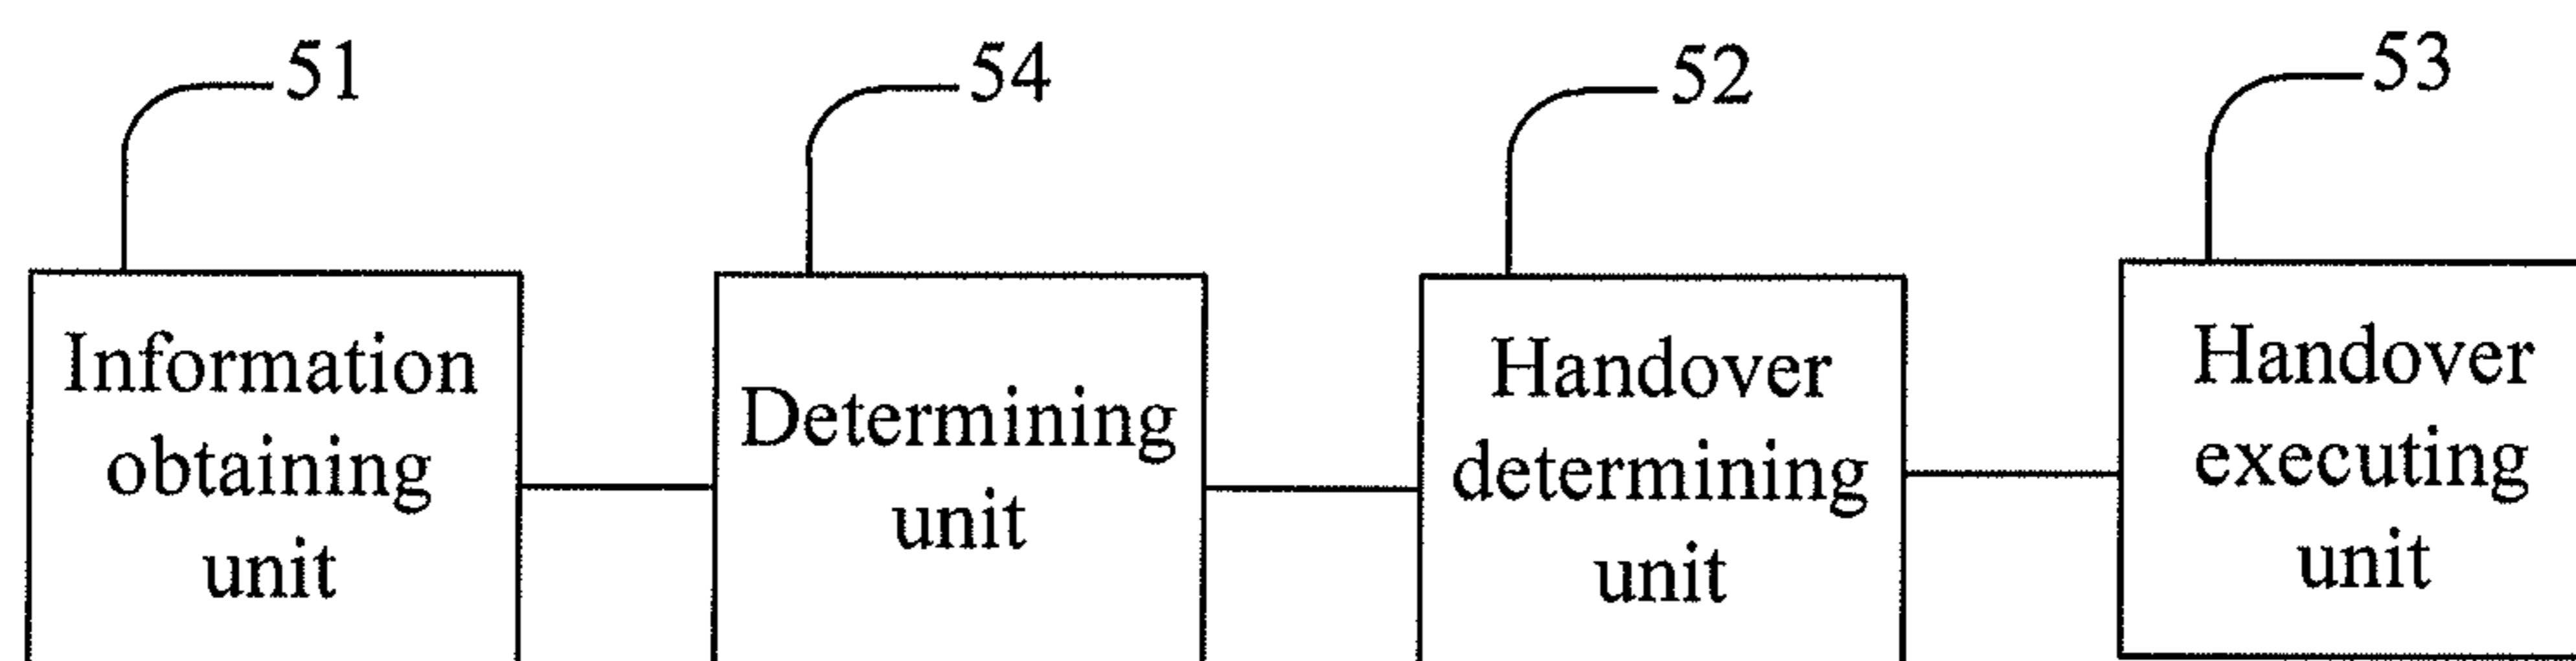 51
54
52
53
Information
obtaining
unit
Determining
unit
Handover
determining
unit
Handover
executing
unit